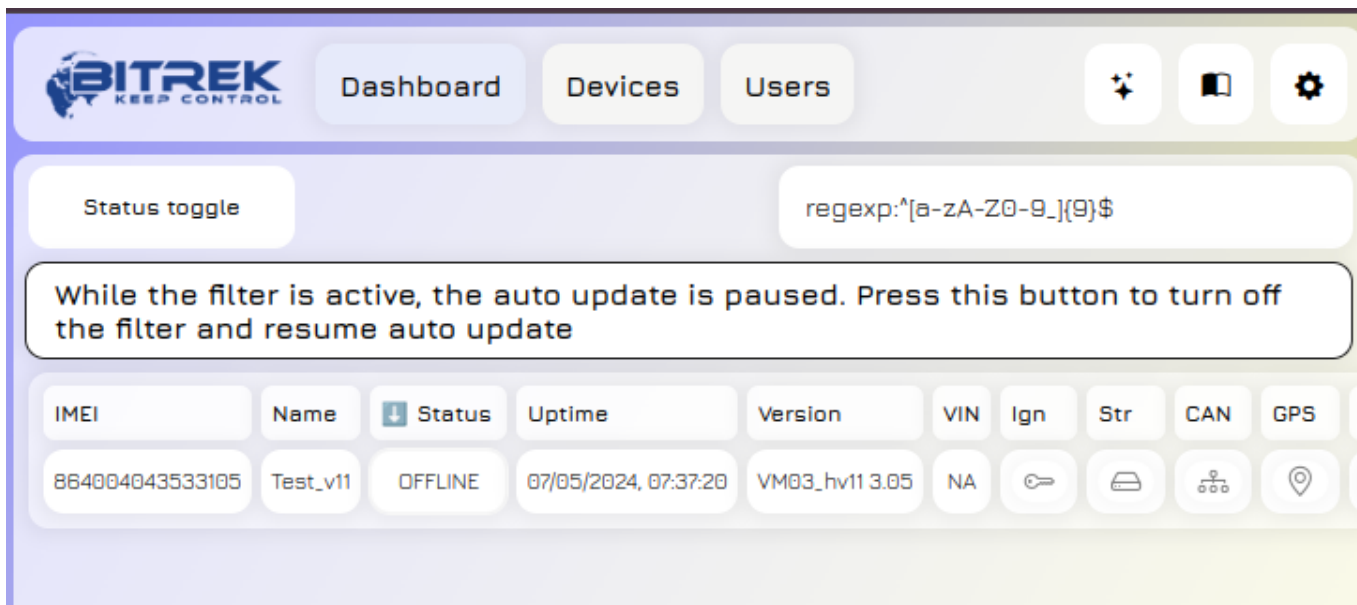 BITREK
KEEP CONTROL
Dashboard
Devices
Users
Status toggle
regexp:^[a-zA-Z0-9_]{9}$
While the filter is active, the auto update is paused. Press this button to turn off
the filter and resume auto update
IMEI Name ⬇️ Status Uptime Version VIN Ign Str CAN GPS
864004043533105 Test_v11 OFFLINE 07/05/2024, 07:37:20 VM03_hv11 3.05 NA